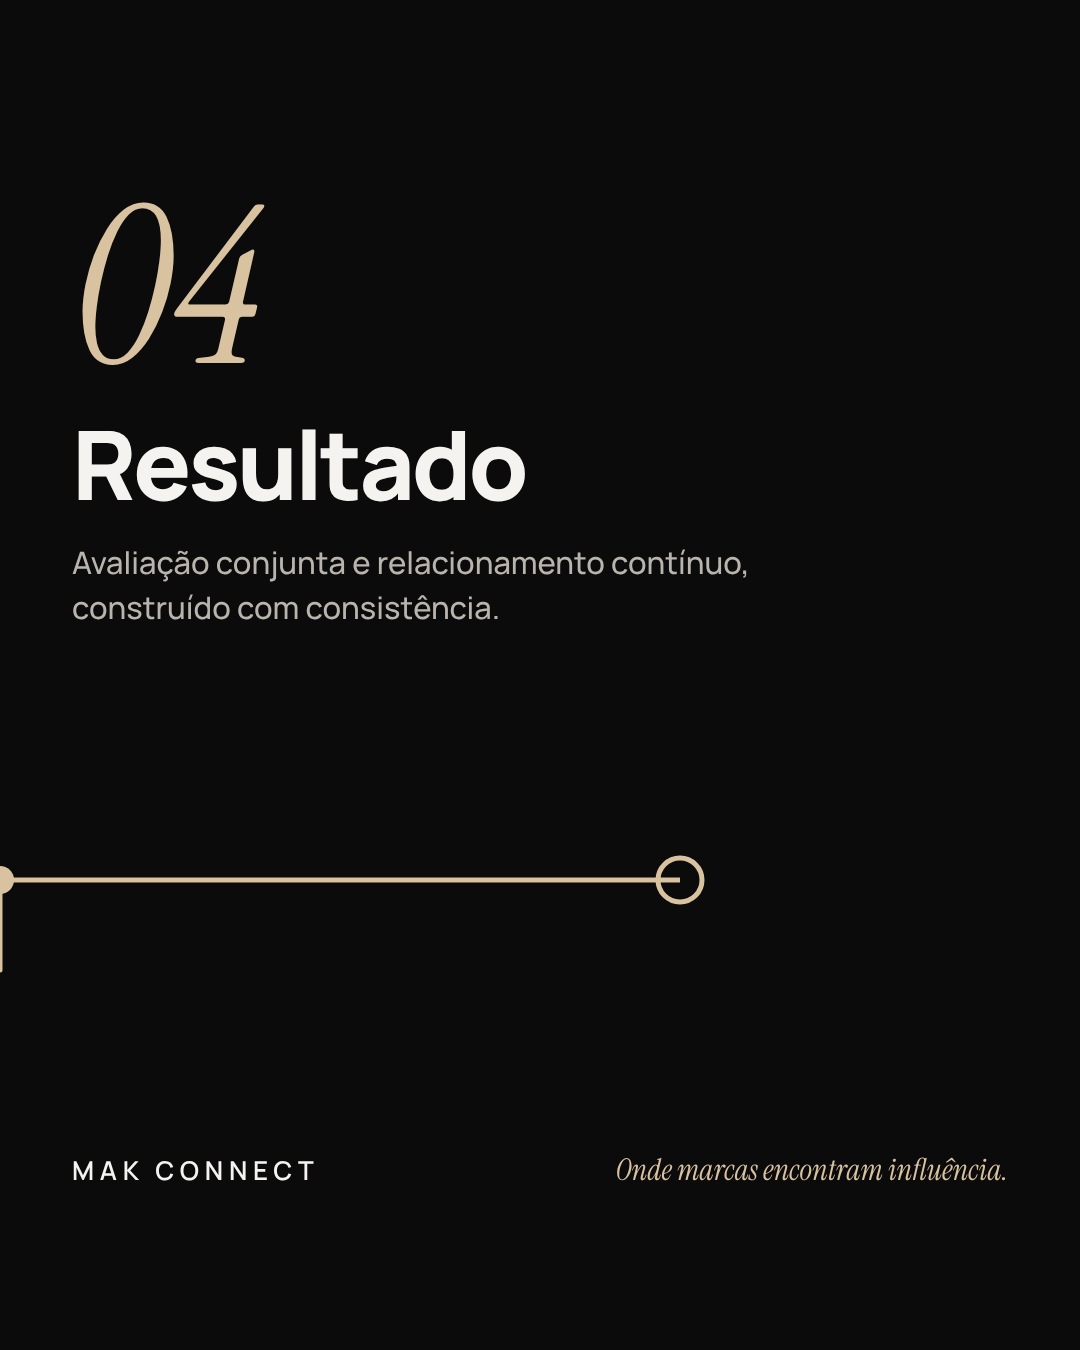 04
Resultado
Avaliação conjunta e relacionamento contínuo,
construído com consistência.
MAK CONNECT
Onde marcas encontram influência.